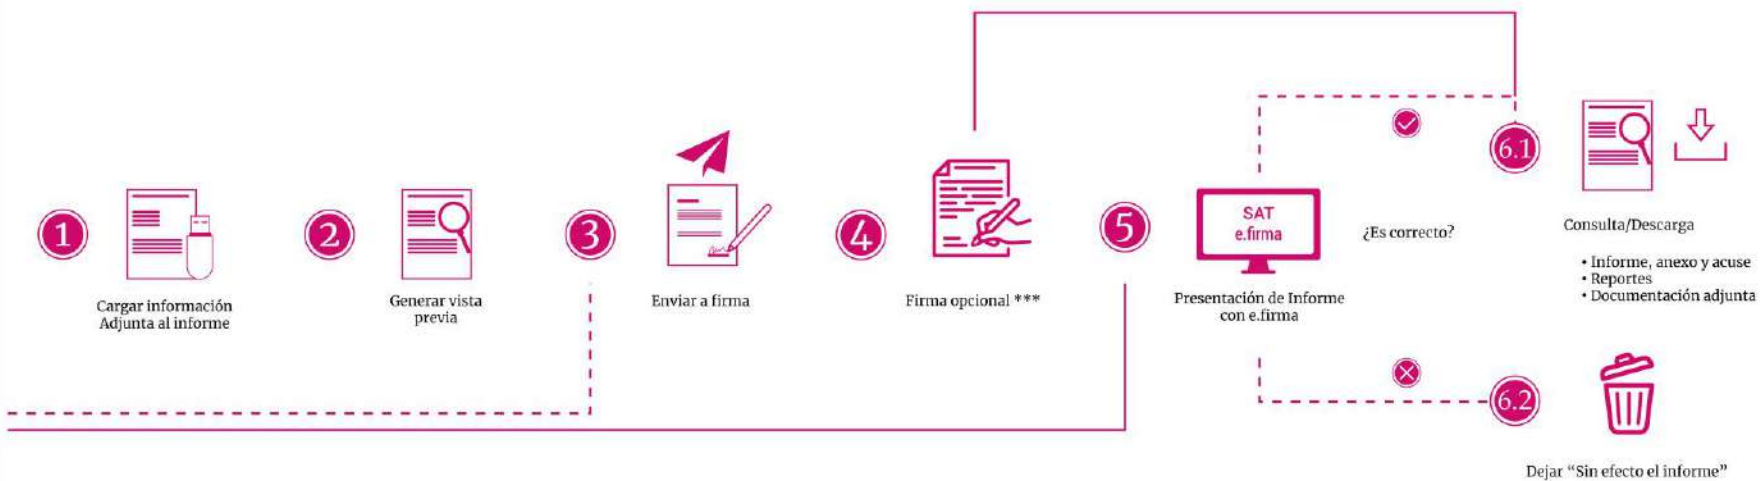 1
Cargar información
Adjunta al informe
2
Generar vista
previa
3
Enviar a firma
4
Firma opcional ***
5
SAT
e.firma
Presentación de Informe
con e.firma
¿Es correcto?
6.1
Consulta/Descarga
• Informe, anexo y acuse
• Reportes
• Documentación adjunta
6.2
Dejar “Sin efecto el informe”